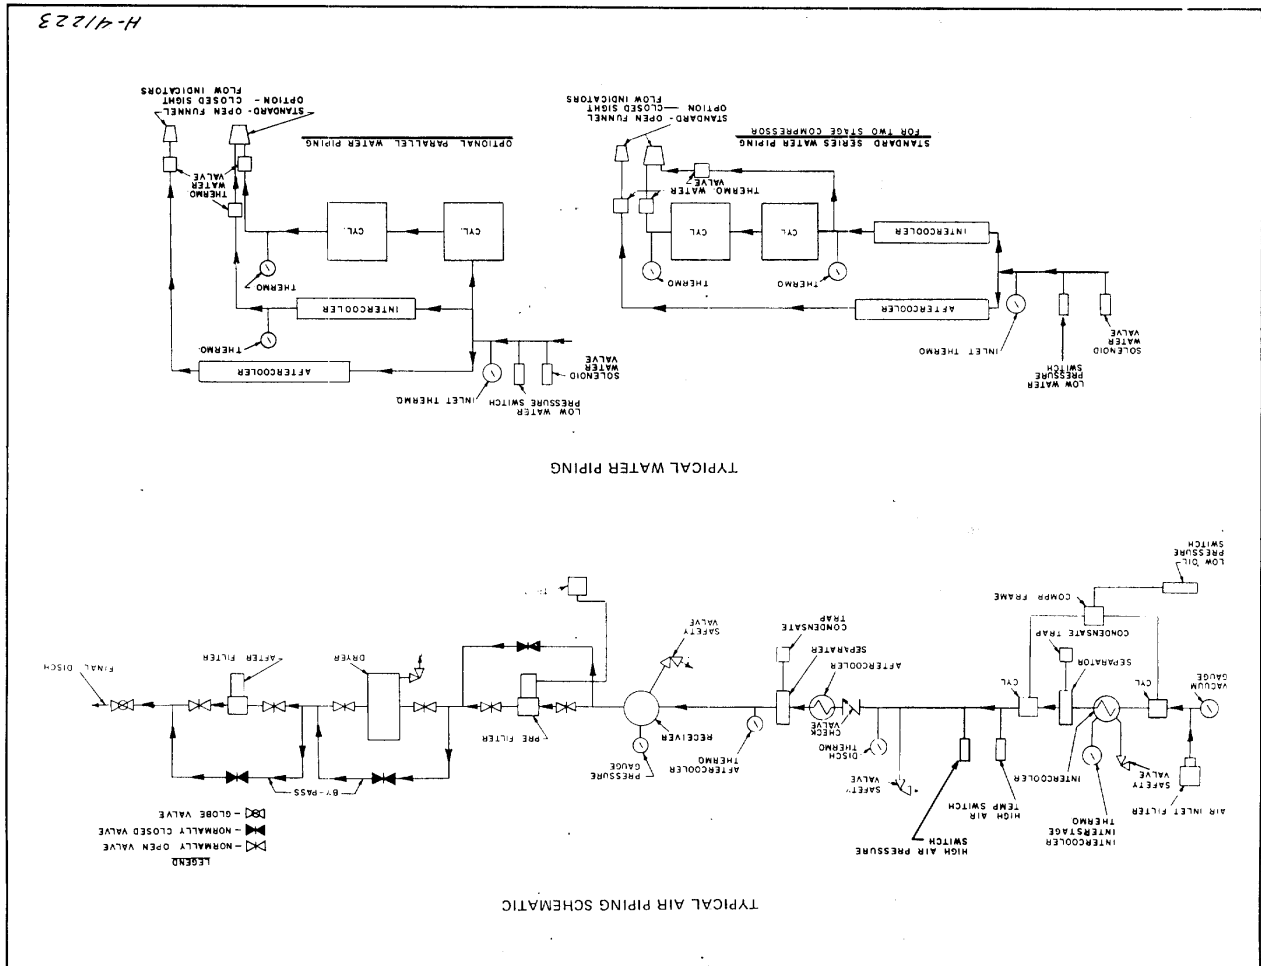 TYPICAL AIR PIPING SCHEMATIC
LEGEND
– NORMALLY OPEN VALVE
– NORMALLY CLOSED VALVE
– GLOBE VALVE
AIR INLET FILTER
VACUUM
GAUGE
SAFETY
VALVE
INTERCOOLER
INTERSTAGE
THERMO
INTERCOOLER
CYL
SEPARATOR
CONDENSATE TRAP
CYL
COMPR FRAME
LOW OIL
PRESSURE
SWITCH
HIGH AIR
TEMP SWITCH
HIGH AIR PRESSURE
SWITCH
SAFETY
VALVE
DISCH
THERMO
CHECK
VALVE
AFTERCOOLER
SEPARATER
CONDENSATE
TRAP
AFTERCOOLER
THERMO
PRESSURE
GAUGE
RECEIVER
SAFETY
VALVE
PRE FILTER
BY-PASS
DRYER
AFTER FILTER
FINAL DISCH
TYPICAL WATER PIPING
SOLENOID
WATER
VALVE
LOW WATER
PRESSURE
SWITCH
INLET THERMO
AFTERCOOLER
INTERCOOLER
THERMO
THERMO
CYL
CYL
THERMO. WATER
VALVE
STANDARD SERIES WATER PIPING
FOR TWO STAGE COMPRESSOR
STANDARD - OPEN FUNNEL
OPTION — CLOSED SIGHT
FLOW INDICATORS
LOW WATER
PRESSURE SWITCH
SOLENOID
WATER
VALVE
INLET THERMO.
AFTERCOOLER
THERMO.
INTERCOOLER
THERMO
CYL.
CYL.
THERMO
WATER
VALVE
OPTIONAL PARALLEL WATER PIPING
STANDARD - OPEN FUNNEL
OPTION - CLOSED SIGHT
FLOW INDICATORS
H-41223